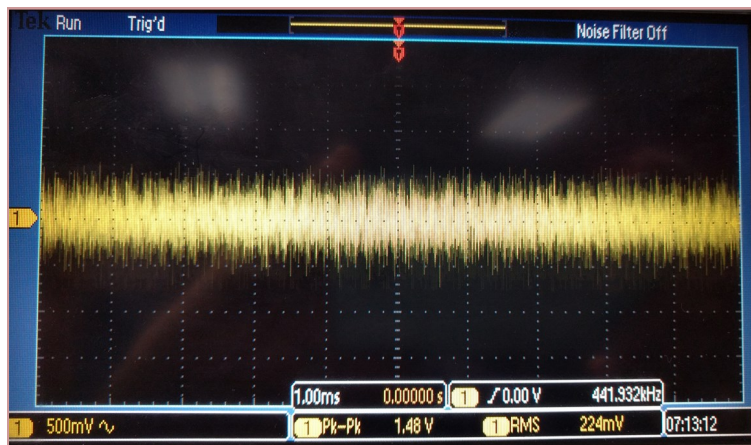 Tek Run Trig'd
Noise Filter Off
1
1.00ms 0.00000 s 1 0.00 V 441.932kHz
1 500mV 1 Pk-Pk 1.48 V 1 RMS 224mV 07:13:12